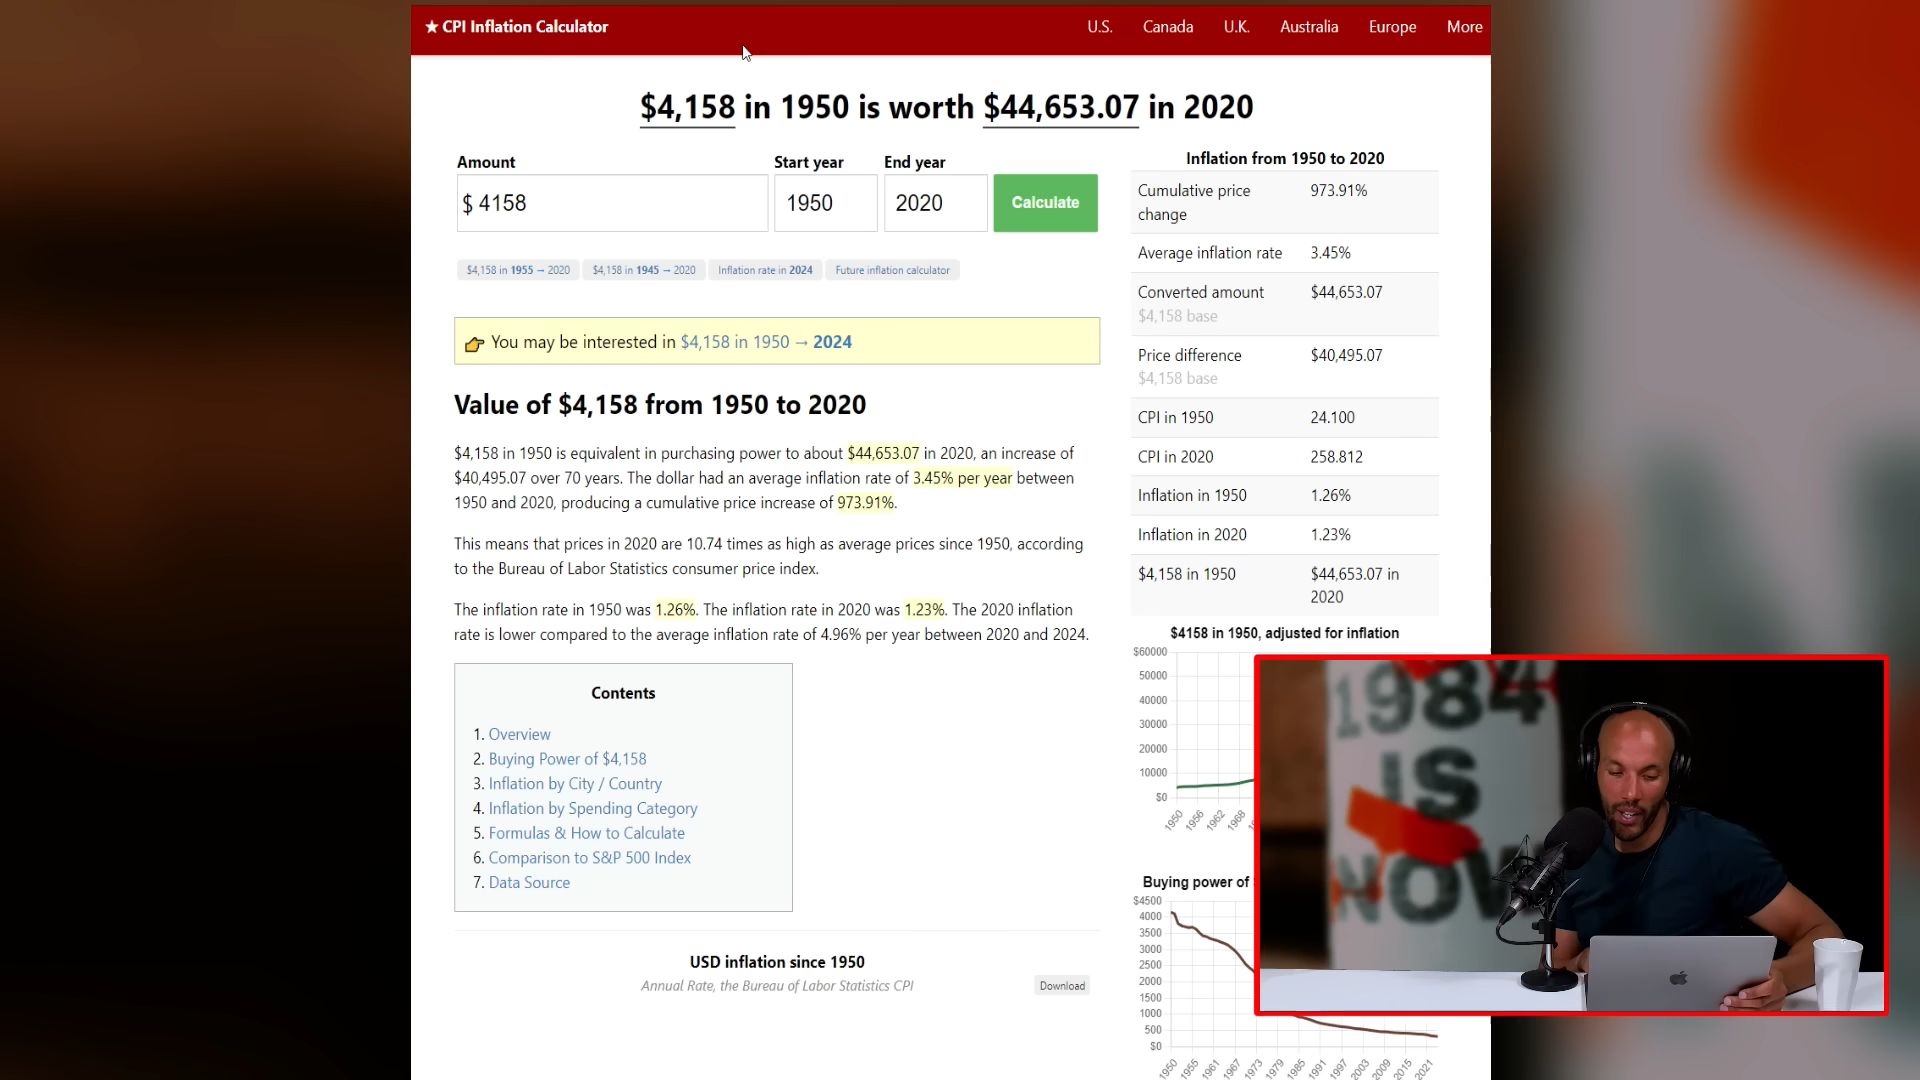 ★ CPI Inflation Calculator
U.S. Canada U.K. Australia Europe More
$4,158 in 1950 is worth $44,653.07 in 2020
Amount Start year End year
$ 4158 1950 2020 Calculate
$4,158 in 1955 → 2020 $4,158 in 1945 → 2020 Inflation rate in 2024 Future inflation calculator
You may be interested in $4,158 in 1950 → 2024
Value of $4,158 from 1950 to 2020
$4,158 in 1950 is equivalent in purchasing power to about $44,653.07 in 2020, an increase of
$40,495.07 over 70 years. The dollar had an average inflation rate of 3.45% per year between
1950 and 2020, producing a cumulative price increase of 973.91%.
This means that prices in 2020 are 10.74 times as high as average prices since 1950, according
to the Bureau of Labor Statistics consumer price index.
The inflation rate in 1950 was 1.26%. The inflation rate in 2020 was 1.23%. The 2020 inflation
rate is lower compared to the average inflation rate of 4.96% per year between 2020 and 2024.
Contents
1. Overview
2. Buying Power of $4,158
3. Inflation by City / Country
4. Inflation by Spending Category
5. Formulas & How to Calculate
6. Comparison to S&P 500 Index
7. Data Source
USD inflation since 1950
Annual Rate, the Bureau of Labor Statistics CPI
Download
Inflation from 1950 to 2020
Cumulative price 973.91%
change
Average inflation rate 3.45%
Converted amount $44,653.07
$4,158 base
Price difference $40,495.07
$4,158 base
CPI in 1950 24.100
CPI in 2020 258.812
Inflation in 1950 1.26%
Inflation in 2020 1.23%
$4,158 in 1950 $44,653.07 in
2020
$4158 in 1950, adjusted for inflation
$60000
50000
40000
30000
20000
10000
$0
1950 1956 1962 1968
Buying power of
$4500
4000
3500
3000
2500
2000
1500
1000
500
$0
1950 1955 1961 1967 1973 1979 1985 1991 1997 2003 2009 2015 2021
1984
IS
NOW